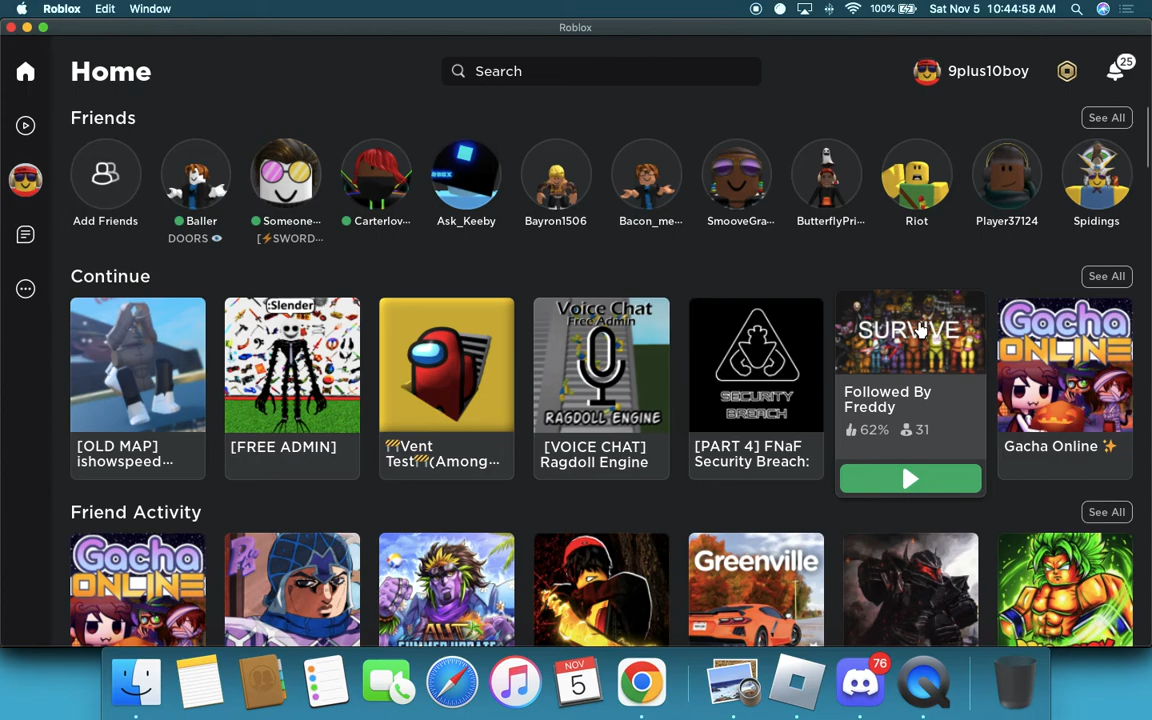 Roblox Edit Window 100% Sat Nov 5 10:44:58 AM
Roblox
Home
Search
9plus10boy
25
Friends
See All
Add Friends
Baller
DOORS
Someone...
[⚡SWORD...
Carterlov...
Ask_Keeby
Bayron1506
Bacon_me...
SmooveGra...
ButterflyPri...
Riot
Player37124
Spidings
Continue
See All
[OLD MAP]
ishowspeed...
:Slender
[FREE ADMIN]
🚧Vent
Test🚧(Among...
Voice Chat
Free Admin
RAGDOLL ENGINE
[VOICE CHAT]
Ragdoll Engine
SECURITY
BREACH
[PART 4] FNaF
Security Breach:
SURVIVE
Followed By
Freddy
62% 31
Gacha
ONLINE
Gacha Online ✨
Friend Activity
See All
Gacha
ONLINE
Greenville
NOV
5
76